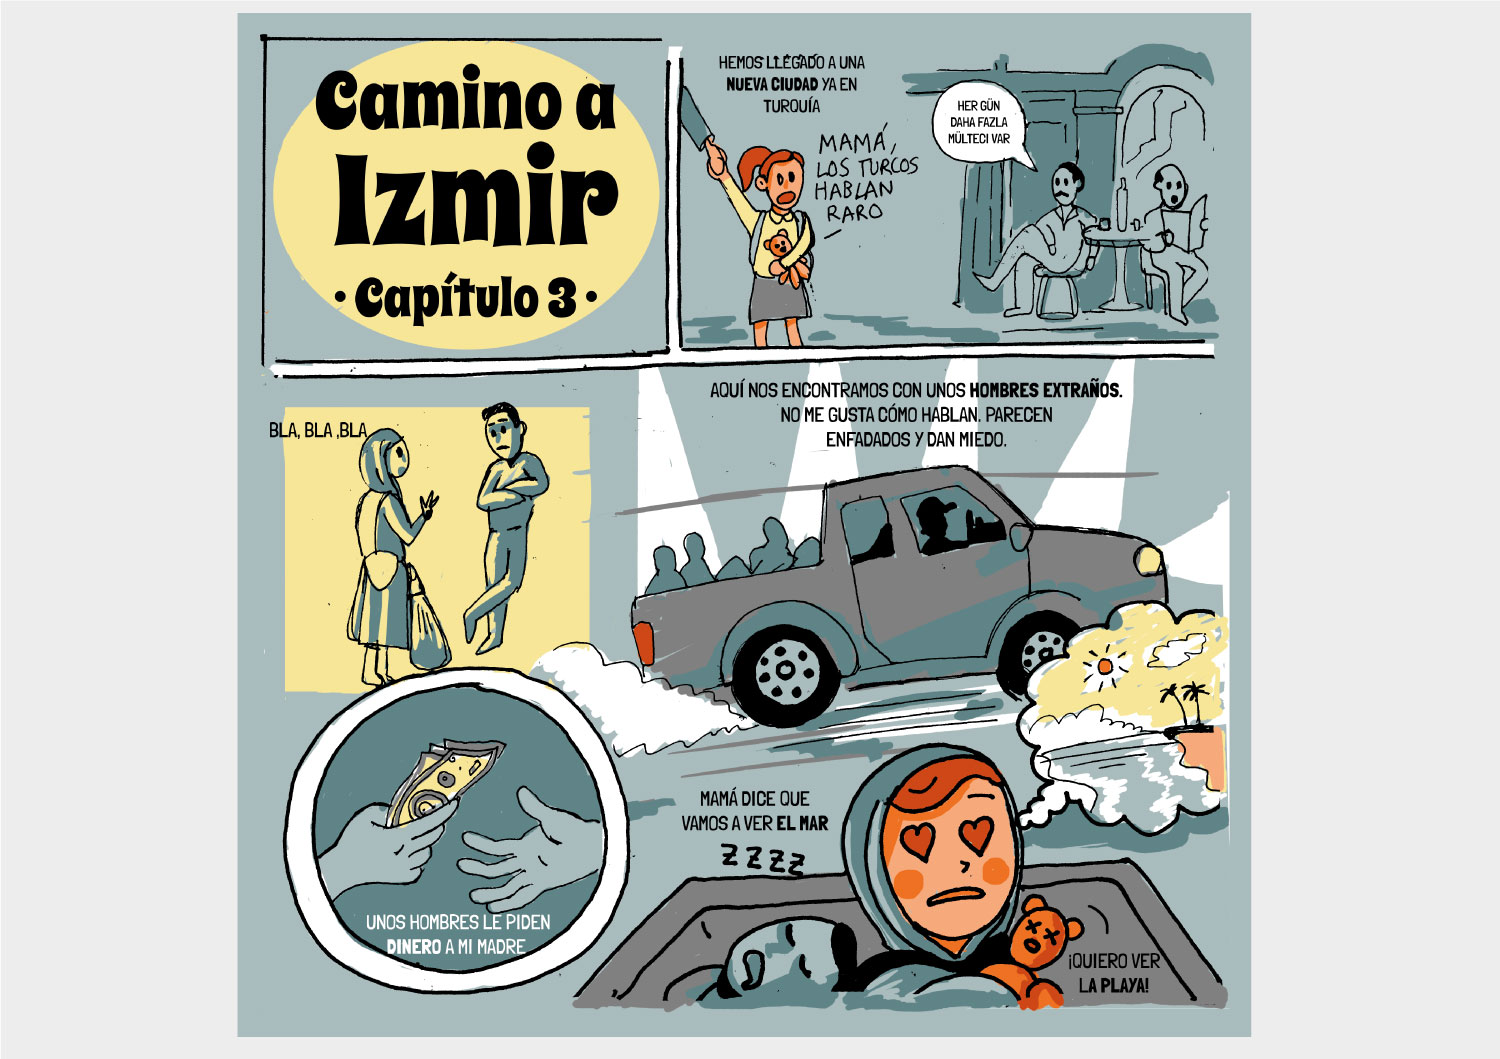 Camino a
Izmir
· Capítulo 3 ·
HEMOS LLEGADO A UNA
NUEVA CIUDAD YA EN
TURQUÍA
MAMÁ,
LOS TURCOS
HABLAN
RARO
HER GÜN
DAHA FAZLA
MÜLTECI VAR
BLA, BLA ,BLA
AQUÍ NOS ENCONTRAMOS CON UNOS HOMBRES EXTRAÑOS.
NO ME GUSTA CÓMO HABLAN. PARECEN
ENFADADOS Y DAN MIEDO.
UNOS HOMBRES LE PIDEN
DINERO A MI MADRE
MAMÁ DICE QUE
VAMOS A VER EL MAR
ZZZZ
¡QUIERO VER
LA PLAYA!